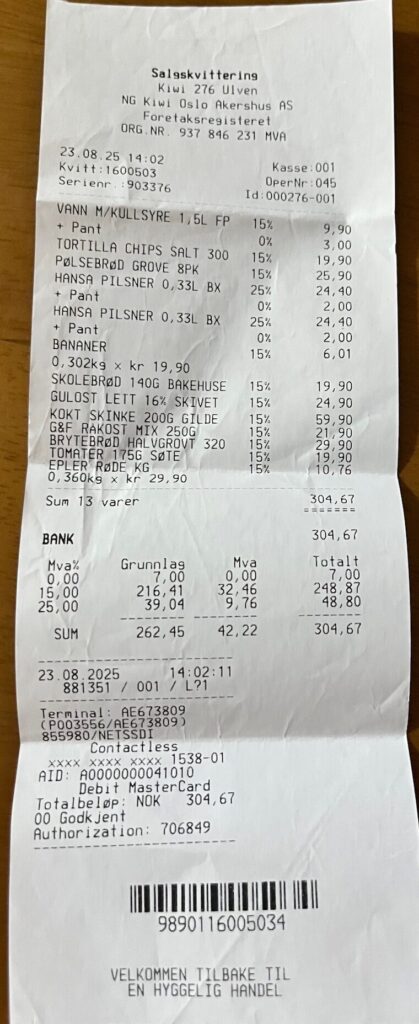 Salgskvittering
Kiwi 276 Ulven
NG Kiwi Oslo Akershus AS
Foretaksregisteret
ORG.NR. 937 846 231 MVA
23.08.25 14:02 Kasse:001
Kvitt:1600503 OperNr:045
Serienr.:903376 Id:000276-001
VANN M/KULLSYRE 1,5L FP 15% 9,90
+ Pant 0% 3,00
TORTILLA CHIPS SALT 300 15% 19,90
PØLSEBRØD GROVE 8PK 15% 25,90
HANSA PILSNER 0,33L BX 25% 24,40
+ Pant 0% 2,00
HANSA PILSNER 0,33L BX 25% 24,40
+ Pant 0% 2,00
BANANER 15% 6,01
0,302kg x kr 19,90
SKOLEBRØD 140G BAKEHUSE 15% 19,90
GULOST LETT 16% SKIVET 15% 24,90
KOKT SKINKE 200G GILDE 15% 59,90
G&F RÅKOST MIX 250G 15% 21,90
BRYTEBRØD HALVGROVT 320 15% 29,90
TOMATER 175G SØTE 15% 19,90
EPLER RØDE KG 15% 10,76
0,360kg x kr 29,90
Sum 13 varer 304,67
=======
BANK 304,67
Mva% Grunnlag Mva Totalt
0,00 7,00 0,00 7,00
15,00 216,41 32,46 248,87
25,00 39,04 9,76 48,80
SUM 262,45 42,22 304,67
23.08.2025 14:02:11
881351 / 001 / L?1
Terminal: AE673809
(P003556/AE673809)
855980/NETSSDI
Contactless
xxxx xxxx xxxx 1538-01
AID: A0000000041010
Debit MasterCard
Totalbeløp: NOK 304,67
OO Godkjent
Authorization: 706849
9890116005034
VELKOMMEN TILBAKE TIL
EN HYGGELIG HANDEL